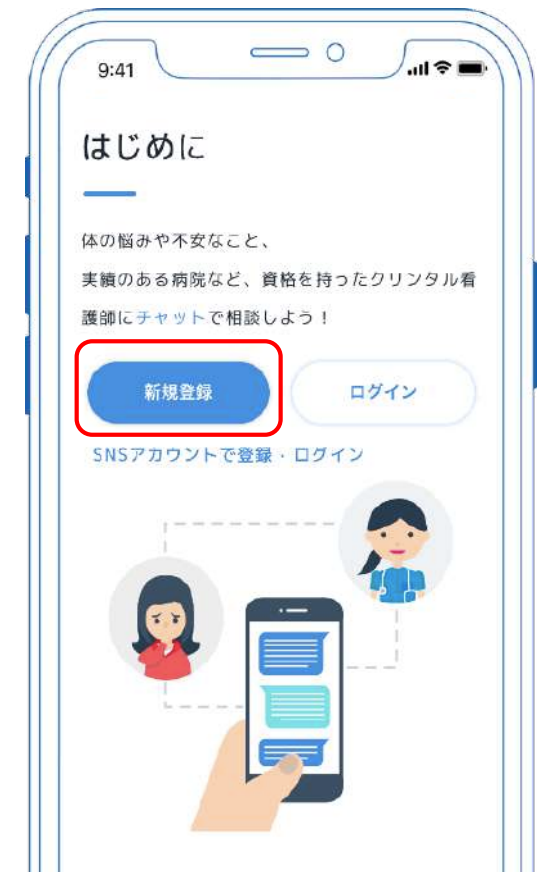 9:41
はじめに
体の悩みや不安なこと、
実績のある病院など、資格を持ったクリンタル看
護師にチャットで相談しよう！
新規登録
ログイン
SNSアカウントで登録・ログイン